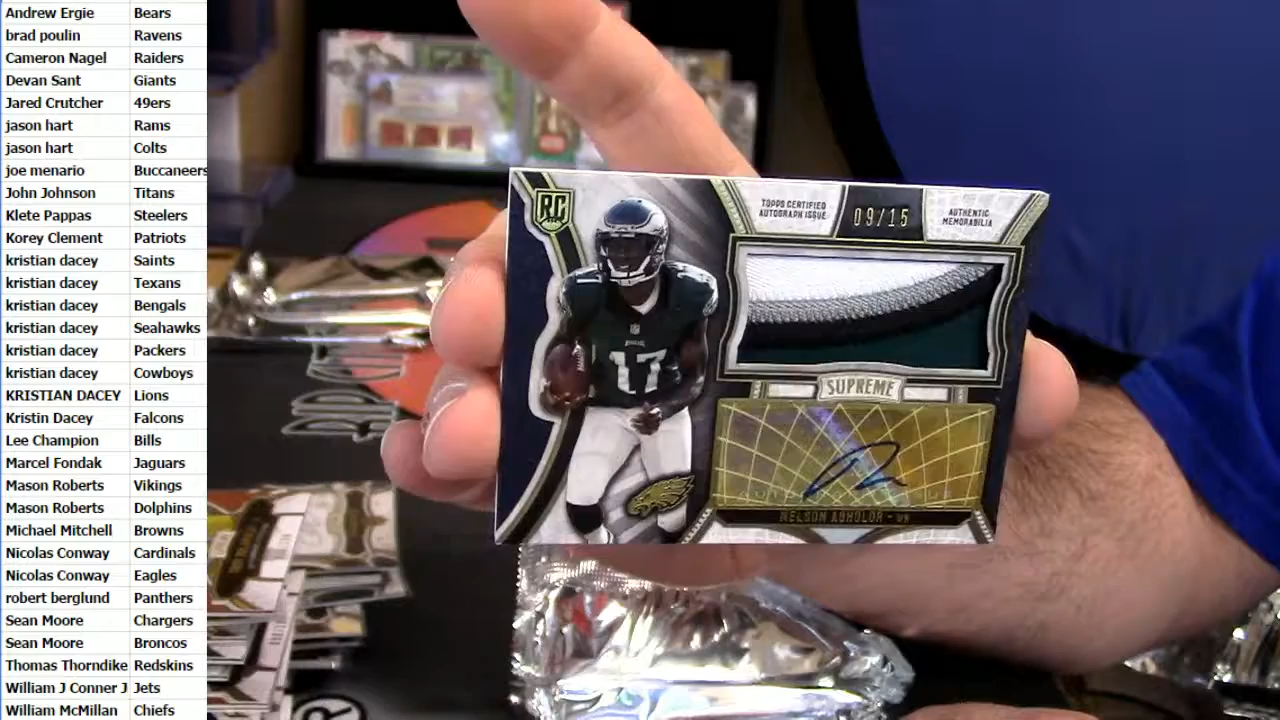 Andrew Ergie Bears
brad poulin Ravens
Cameron Nagel Raiders
Devan Sant Giants
Jared Crutcher 49ers
jason hart Rams
jason hart Colts
joe menario Buccaneers
John Johnson Titans
Klete Pappas Steelers
Korey Clement Patriots
kristian dacey Saints
kristian dacey Texans
kristian dacey Bengals
kristian dacey Seahawks
kristian dacey Packers
kristian dacey Cowboys
KRISTIAN DACEY Lions
Kristin Dacey Falcons
Lee Champion Bills
Marcel Fondak Jaguars
Mason Roberts Vikings
Mason Roberts Dolphins
Michael Mitchell Browns
Nicolas Conway Cardinals
Nicolas Conway Eagles
robert berglund Panthers
Sean Moore Chargers
Sean Moore Broncos
Thomas Thorndike Redskins
William J Conner J Jets
William McMillan Chiefs
RC
TOPPS CERTIFIED
AUTOGRAPH ISSUE
09/15
AUTHENTIC
MEMORABILIA
17
SUPREME
NELSON AGHOLOR - WR